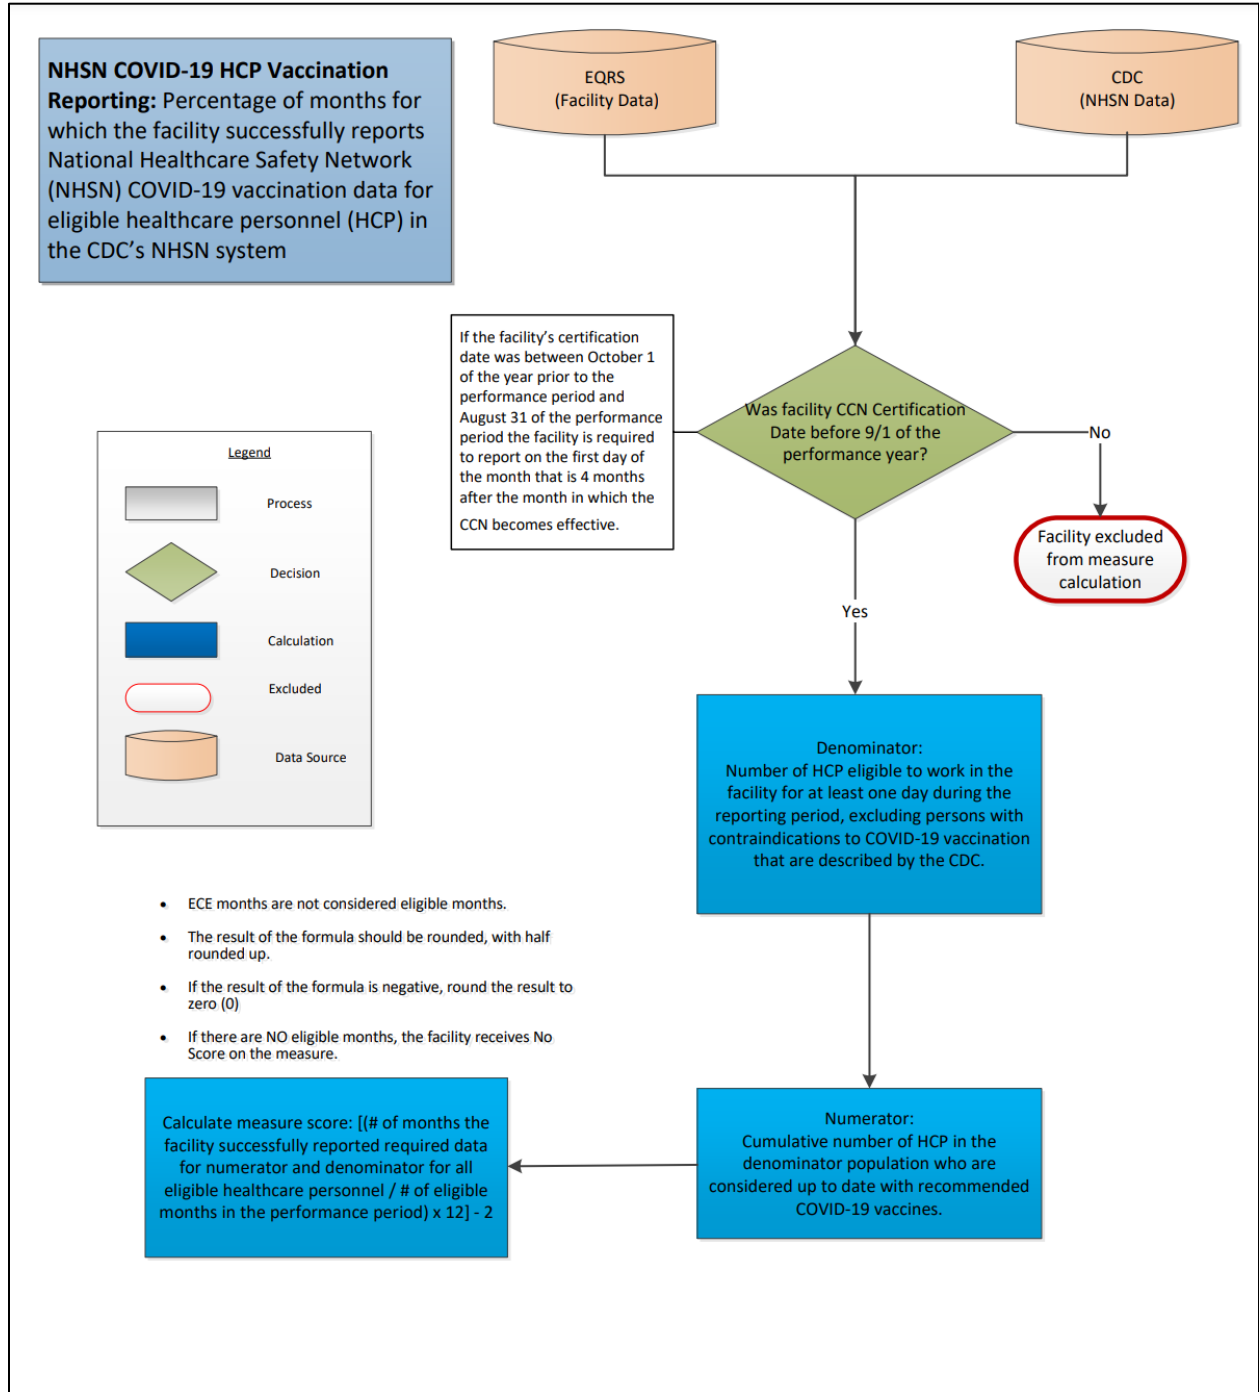 NHSN COVID-19 HCP Vaccination
Reporting: Percentage of months for
which the facility successfully reports
National Healthcare Safety Network
(NHSN) COVID-19 vaccination data for
eligible healthcare personnel (HCP) in
the CDC’s NHSN system
EQRS
(Facility Data)
CDC
(NHSN Data)
If the facility’s certification
date was between October 1
of the year prior to the
performance period and
August 31 of the performance
period the facility is required
to report on the first day of
the month that is 4 months
after the month in which the
CCN becomes effective.
Was facility CCN Certification
Date before 9/1 of the
performance year?
No
Facility excluded
from measure
calculation
Yes
Legend
Process
Decision
Calculation
Excluded
Data Source
Denominator:
Number of HCP eligible to work in the
facility for at least one day during the
reporting period, excluding persons with
contraindications to COVID-19 vaccination
that are described by the CDC.
• ECE months are not considered eligible months.
• The result of the formula should be rounded, with half
rounded up.
• If the result of the formula is negative, round the result to
zero (0)
• If there are NO eligible months, the facility receives No
Score on the measure.
Numerator:
Cumulative number of HCP in the
denominator population who are
considered up to date with recommended
COVID-19 vaccines.
Calculate measure score: [(# of months the
facility successfully reported required data
for numerator and denominator for all
eligible healthcare personnel / # of eligible
months in the performance period) x 12] - 2